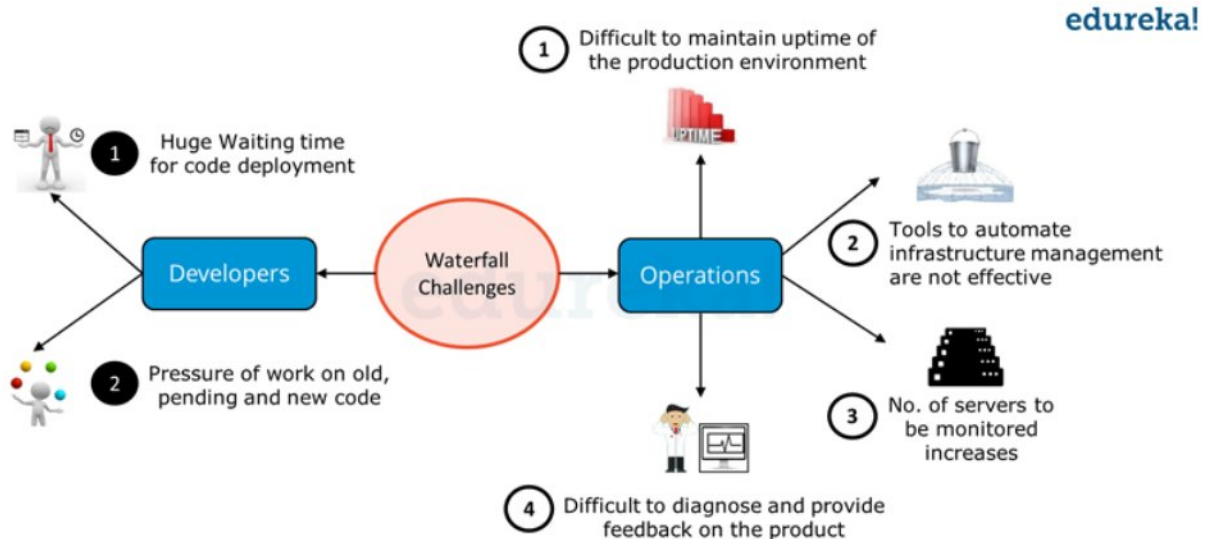 edureka!
1
Difficult to maintain uptime of
the production environment
UPTIME
1
Huge Waiting time
for code deployment
2
Tools to automate
infrastructure management
are not effective
Developers
Waterfall
Challenges
Operations
edureka!
2
Pressure of work on old,
pending and new code
3
No. of servers to
be monitored
increases
4
Difficult to diagnose and provide
feedback on the product